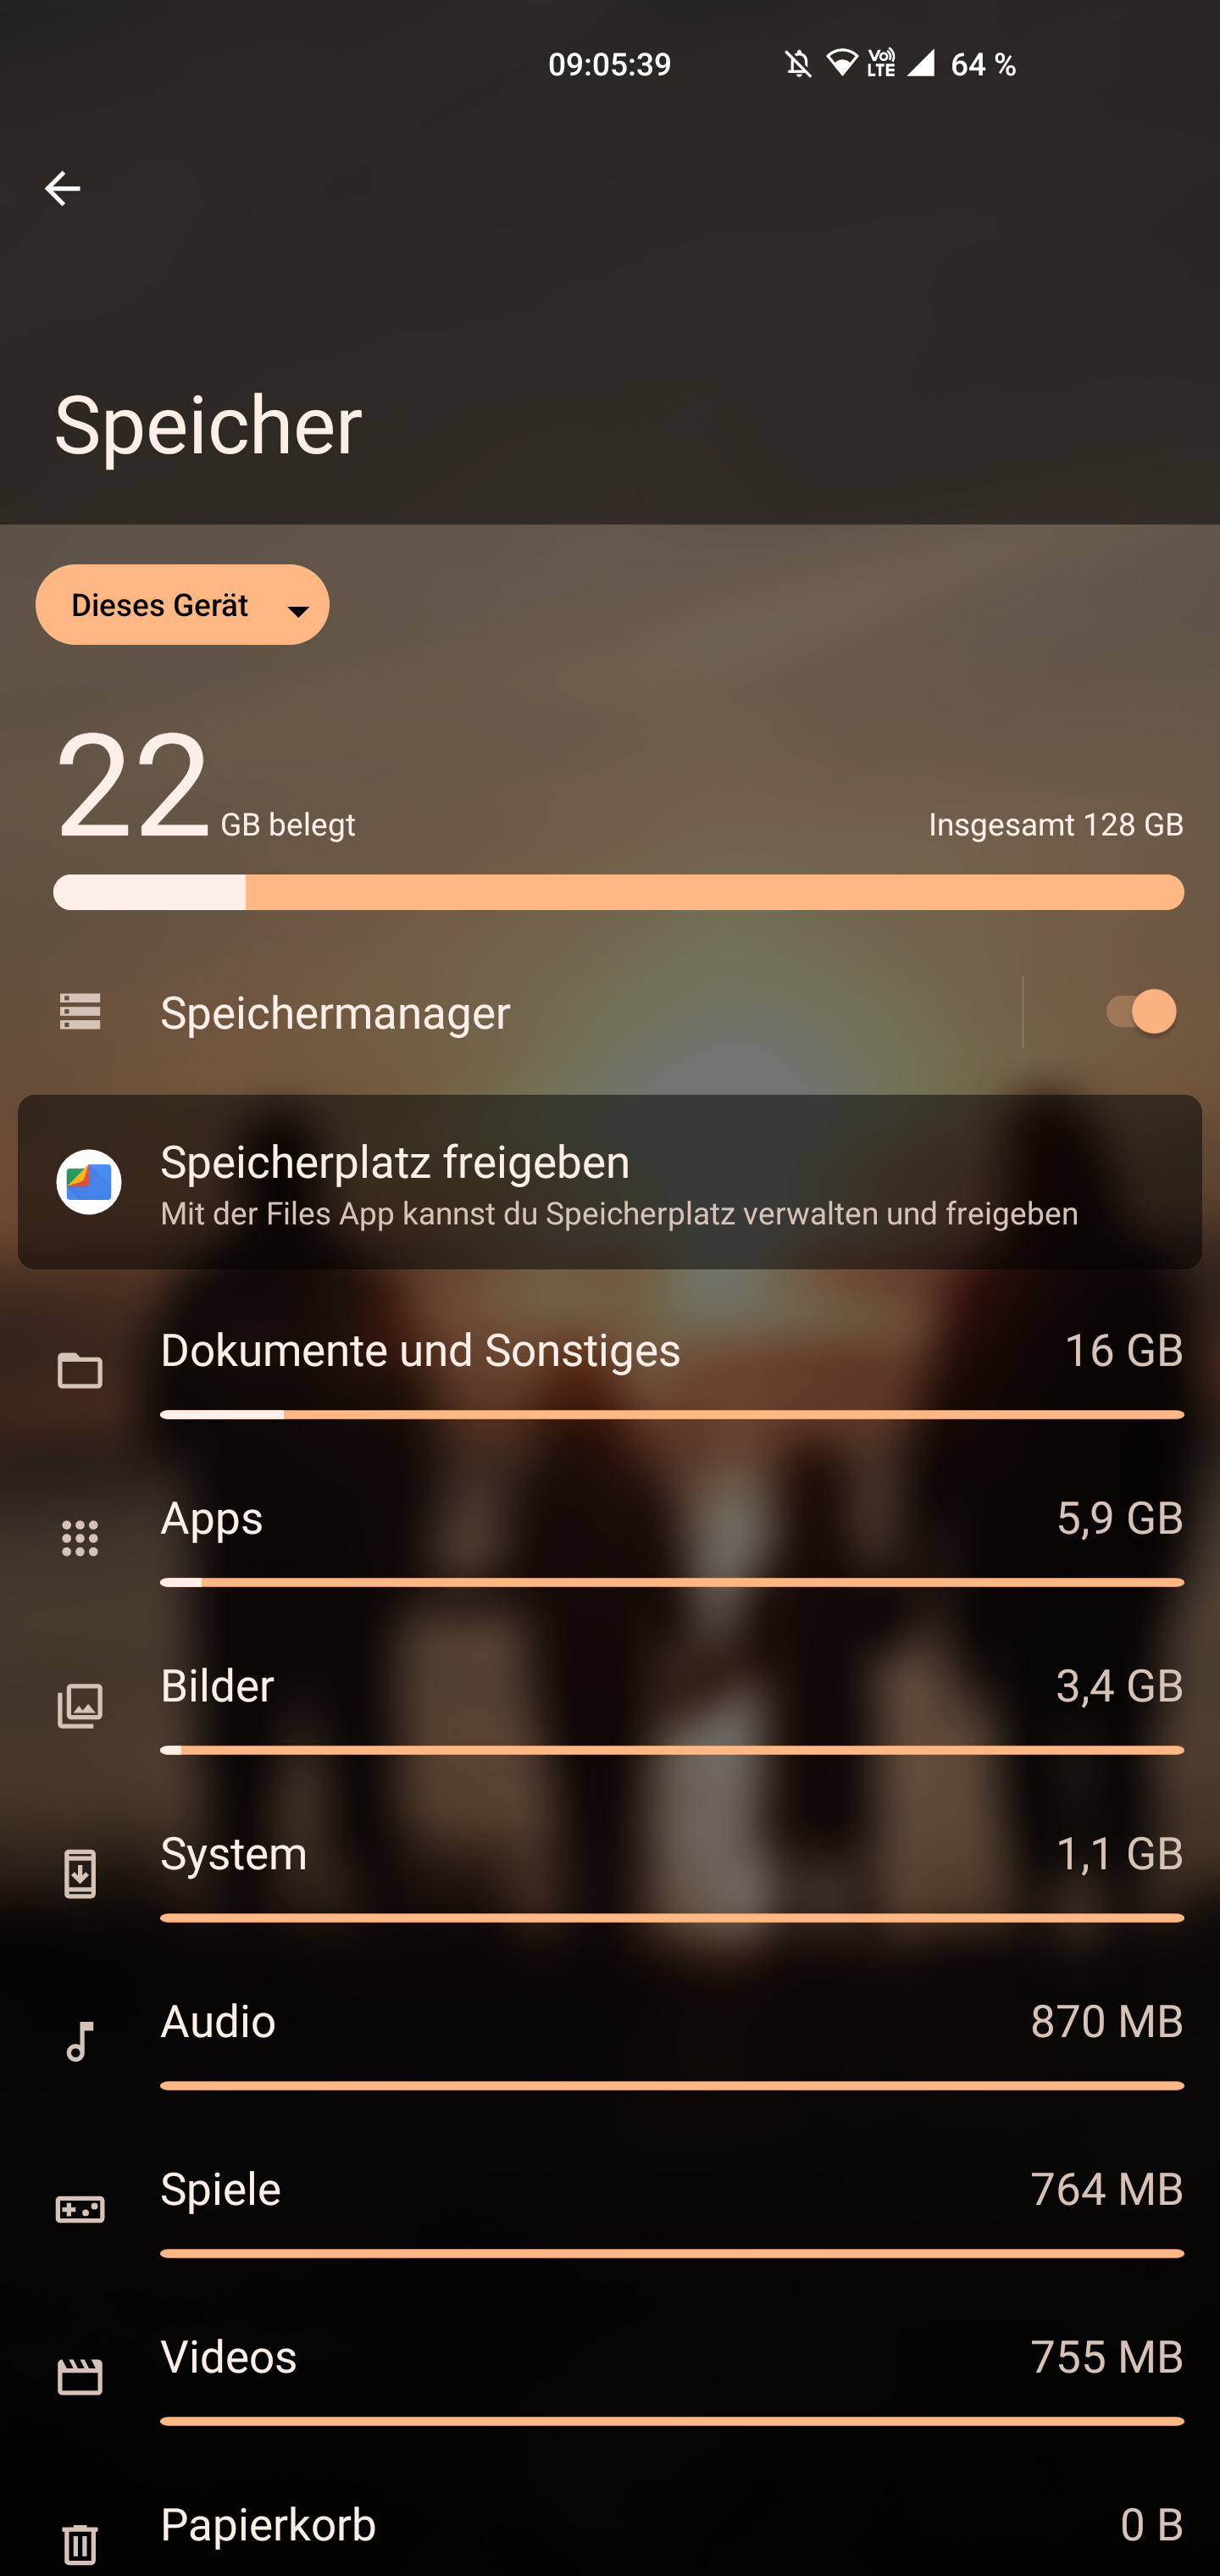 09:05:39
Vo)) LTE
64 %
Speicher
Dieses Gerät
22 GB belegt
Insgesamt 128 GB
Speichermanager
Speicherplatz freigeben
Mit der Files App kannst du Speicherplatz verwalten und freigeben
Dokumente und Sonstiges 16 GB
Apps 5,9 GB
Bilder 3,4 GB
System 1,1 GB
Audio 870 MB
Spiele 764 MB
Videos 755 MB
Papierkorb 0 B